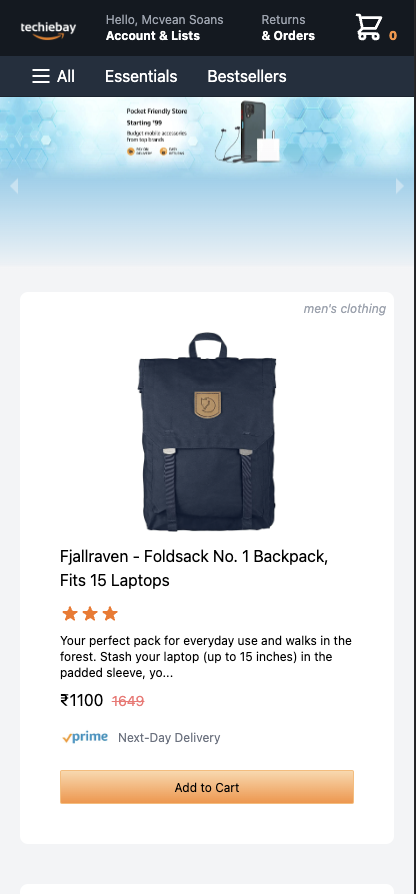 techiebay
Hello, Mcvean Soans
Account & Lists
Returns
& Orders
0
All
Essentials
Bestsellers
Pocket Friendly Store
Starting ₹99
Budget mobile accessories
from top brands
men's clothing
Fjallraven - Foldsack No. 1 Backpack,
Fits 15 Laptops
Your perfect pack for everyday use and walks in the
forest. Stash your laptop (up to 15 inches) in the
padded sleeve, yo...
₹1100 1649
prime Next-Day Delivery
Add to Cart